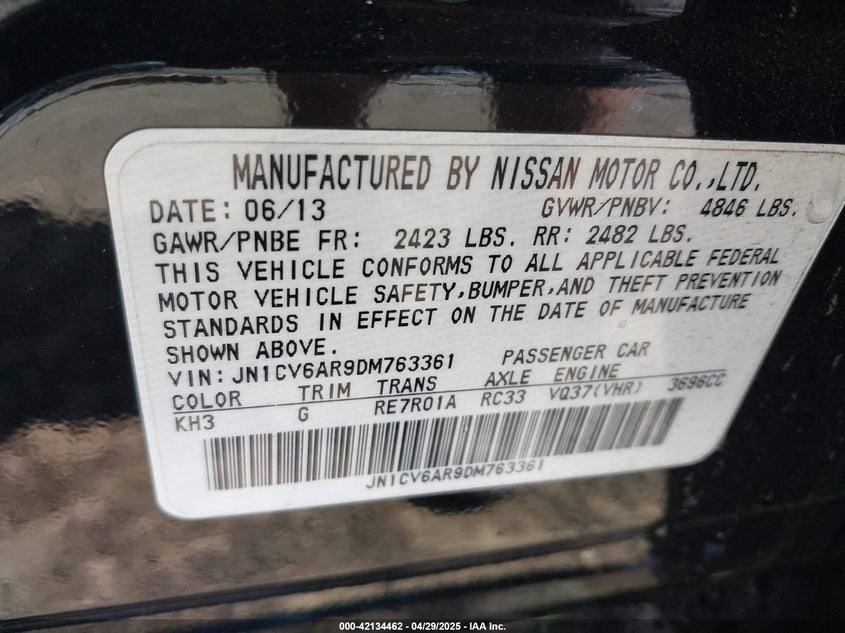 MANUFACTURED BY NISSAN MOTOR CO.,LTD.
DATE: 06/13 GVWR/PNBV: 4846 LBS.
GAWR/PNBE FR: 2423 LBS. RR: 2482 LBS.
THIS VEHICLE CONFORMS TO ALL APPLICABLE FEDERAL
MOTOR VEHICLE SAFETY,BUMPER,AND THEFT PREVENTION
STANDARDS IN EFFECT ON THE DATE OF MANUFACTURE
SHOWN ABOVE.
VIN:JN1CV6AR9DM763361 PASSENGER CAR
COLOR TRIM TRANS AXLE ENGINE
KH3 G RE7R01A RC33 VQ37(VHR) 3696CC
JN1CV6AR9DM763361
000-42134462 - 04/29/2025 - IAA Inc.